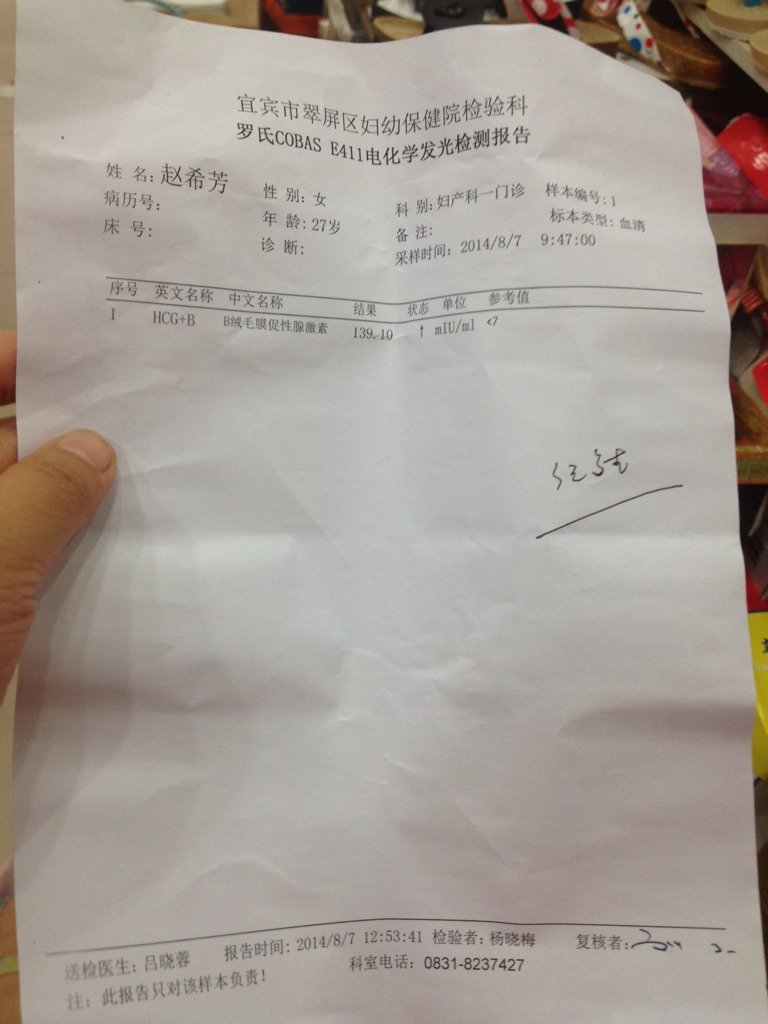 宜宾市翠屏区妇幼保健院检验科
罗氏COBAS E411电化学发光检测报告
姓 名: 赵希芳 性 别: 女 科 别: 妇产科一门诊 样本编号: 1
病历号: 年 龄: 27岁 备 注: 标本类型: 血清
床 号: 诊 断: 采样时间: 2014/8/7 9:47:00
序号 英文名称 中文名称 结果 状态 单位 参考值
1 HCG+B B绒毛膜促性腺激素 139.10 ↑ mIU/ml <7
送检医生: 吕晓蓉 报告时间: 2014/8/7 12:53:41 检验者: 杨晓梅 复核者:
注: 此报告只对该样本负责! 科室电话: 0831-8237427